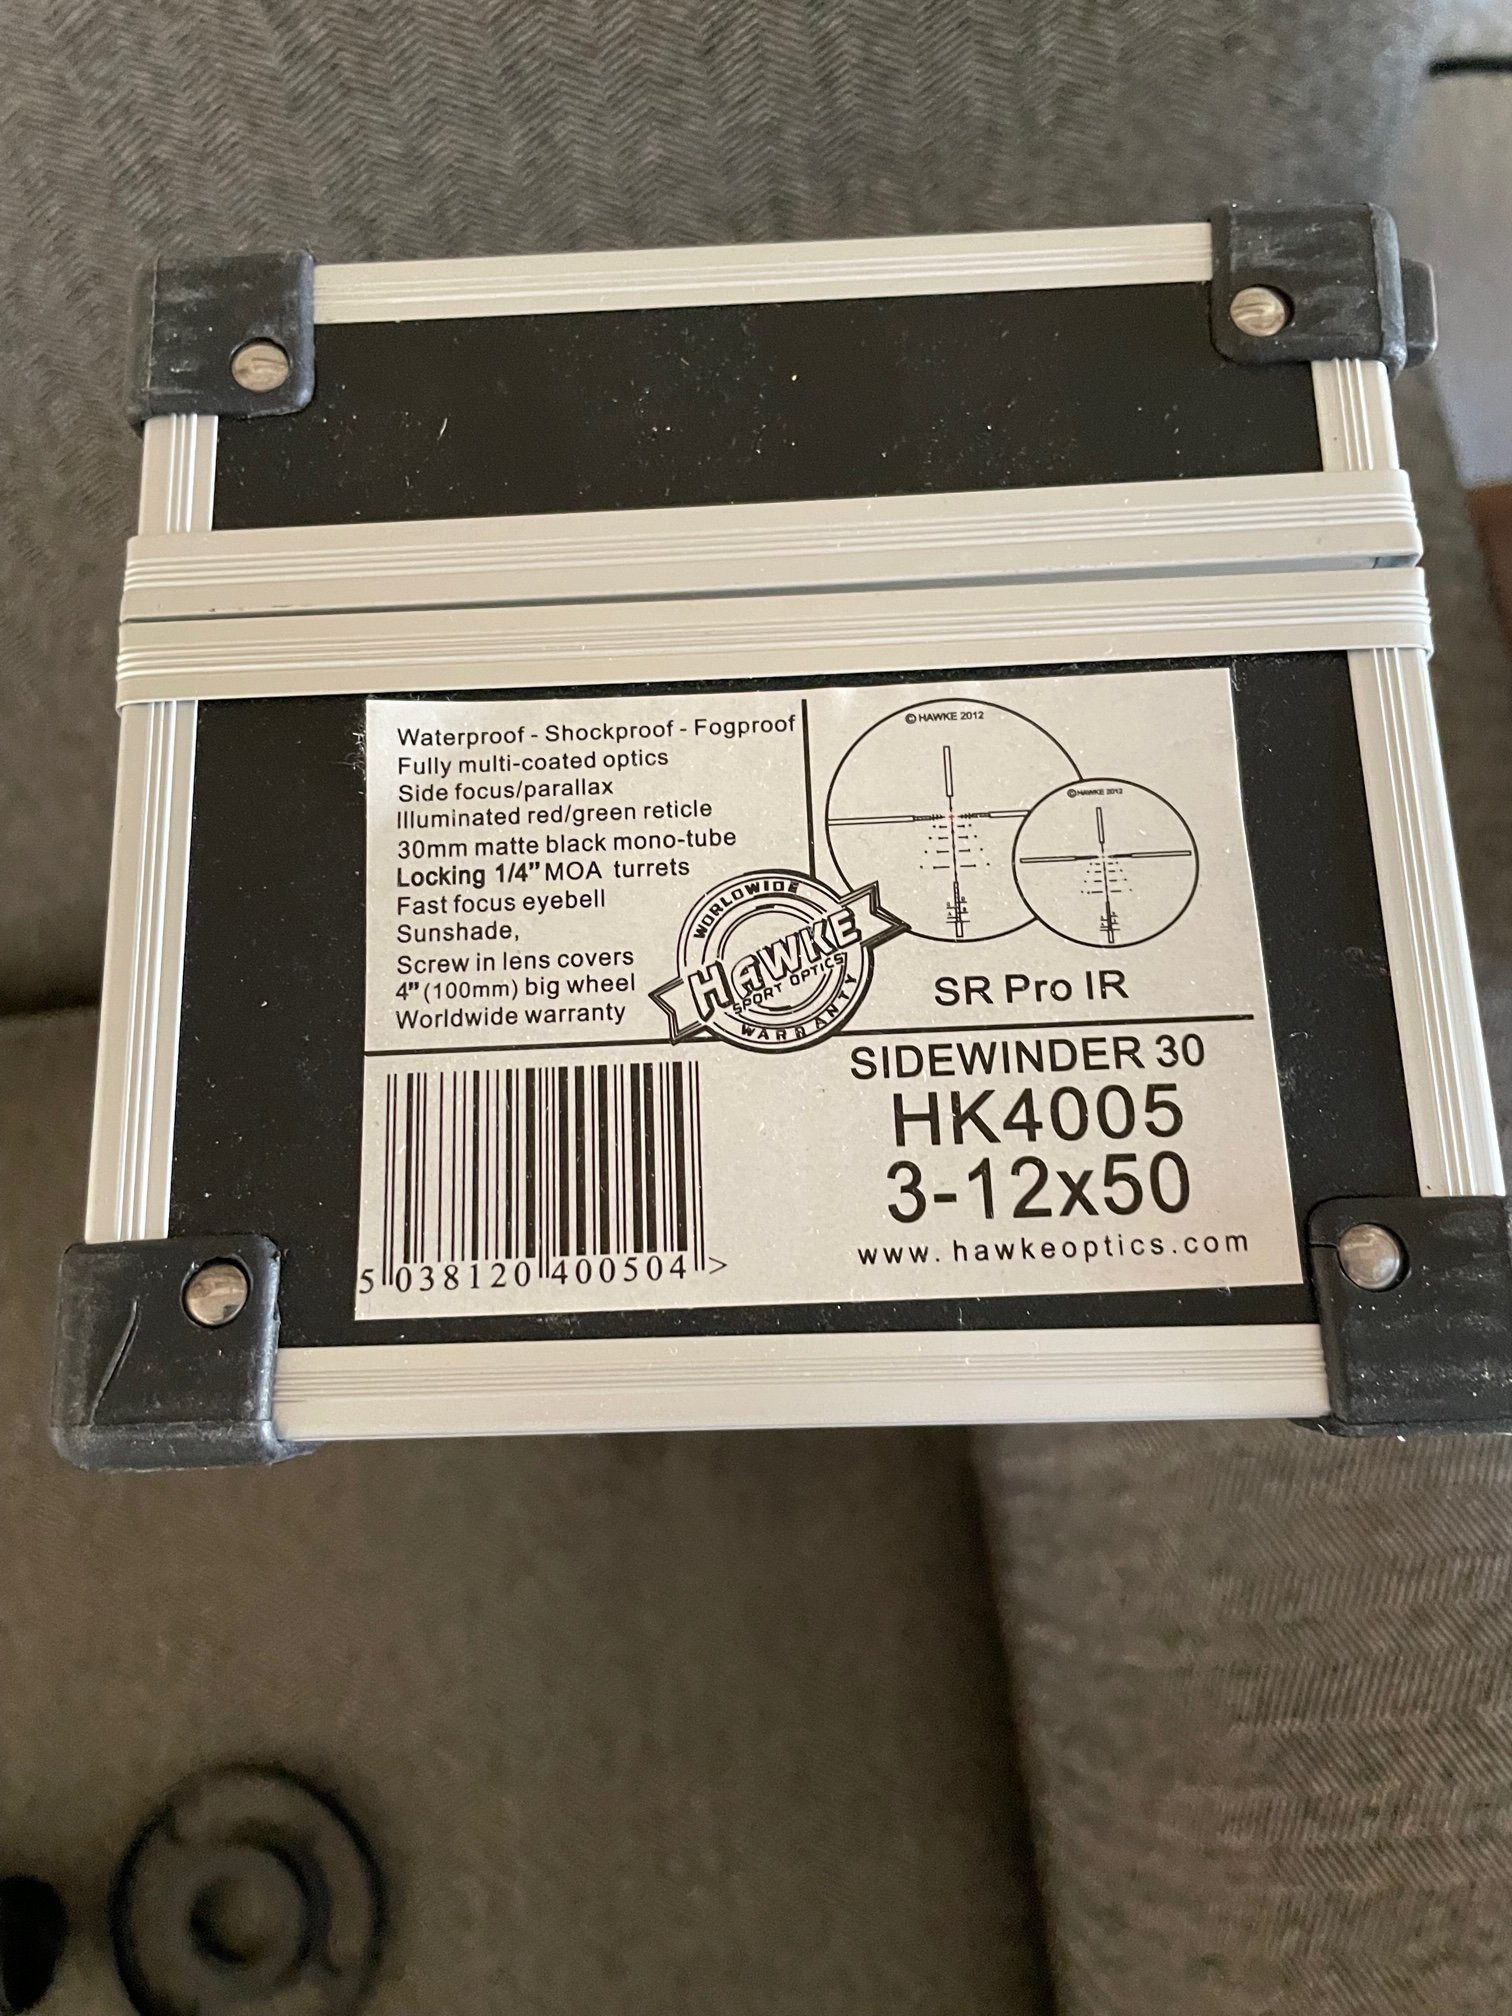 Waterproof - Shockproof - Fogproof
Fully multi-coated optics
Side focus/parallax
Illuminated red/green reticle
30mm matte black mono-tube
Locking 1/4" MOA turrets
Fast focus eyebell
Sunshade,
Screw in lens covers
4" (100mm) big wheel
Worldwide warranty
© HAWKE 2012
© HAWKE 2012
SR Pro IR
WORLDWIDE
HAWKE
SPORT OPTICS
WARRANTY
SIDEWINDER 30
HK4005
3-12x50
www.hawkeoptics.com
5 038120 400504 >